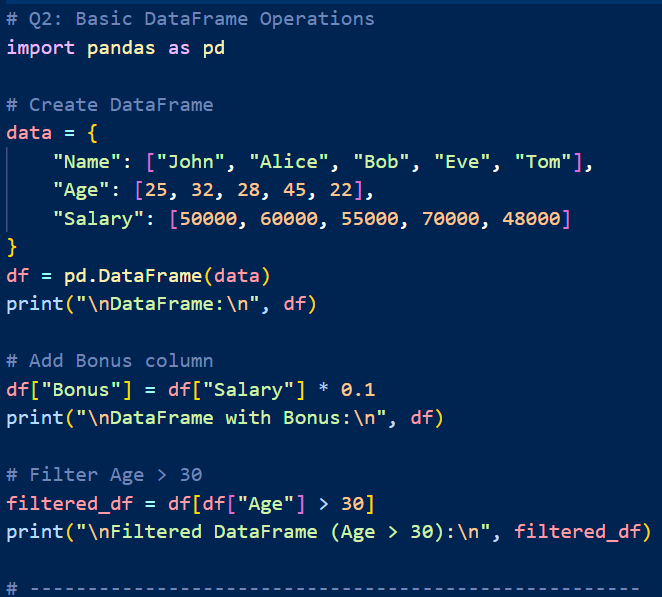 # Q2: Basic DataFrame Operations
import pandas as pd
# Create DataFrame
data = {
    "Name": ["John", "Alice", "Bob", "Eve", "Tom"],
    "Age": [25, 32, 28, 45, 22],
    "Salary": [50000, 60000, 55000, 70000, 48000]
}
df = pd.DataFrame(data)
print("\nDataFrame:\n", df)
# Add Bonus column
df["Bonus"] = df["Salary"] * 0.1
print("\nDataFrame with Bonus:\n", df)
# Filter Age > 30
filtered_df = df[df["Age"] > 30]
print("\nFiltered DataFrame (Age > 30):\n", filtered_df)
# -----------------------------------------------------